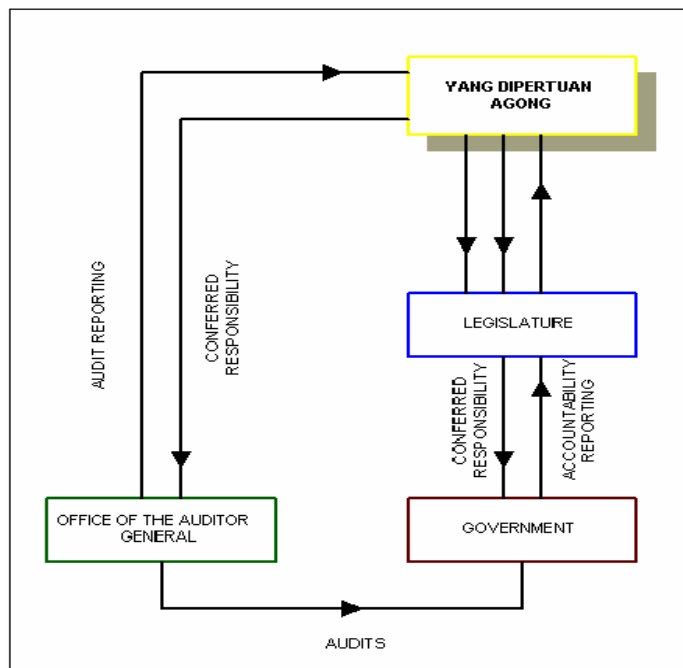 YANG DIPERTUAN
AGONG
AUDIT REPORTING
CONFERRED
RESPONSIBILITY
LEGISLATURE
CONFERRED
RESPONSIBILITY
ACCOUNTABILITY
REPORTING
OFFICE OF THE AUDITOR
GENERAL
GOVERNMENT
AUDITS